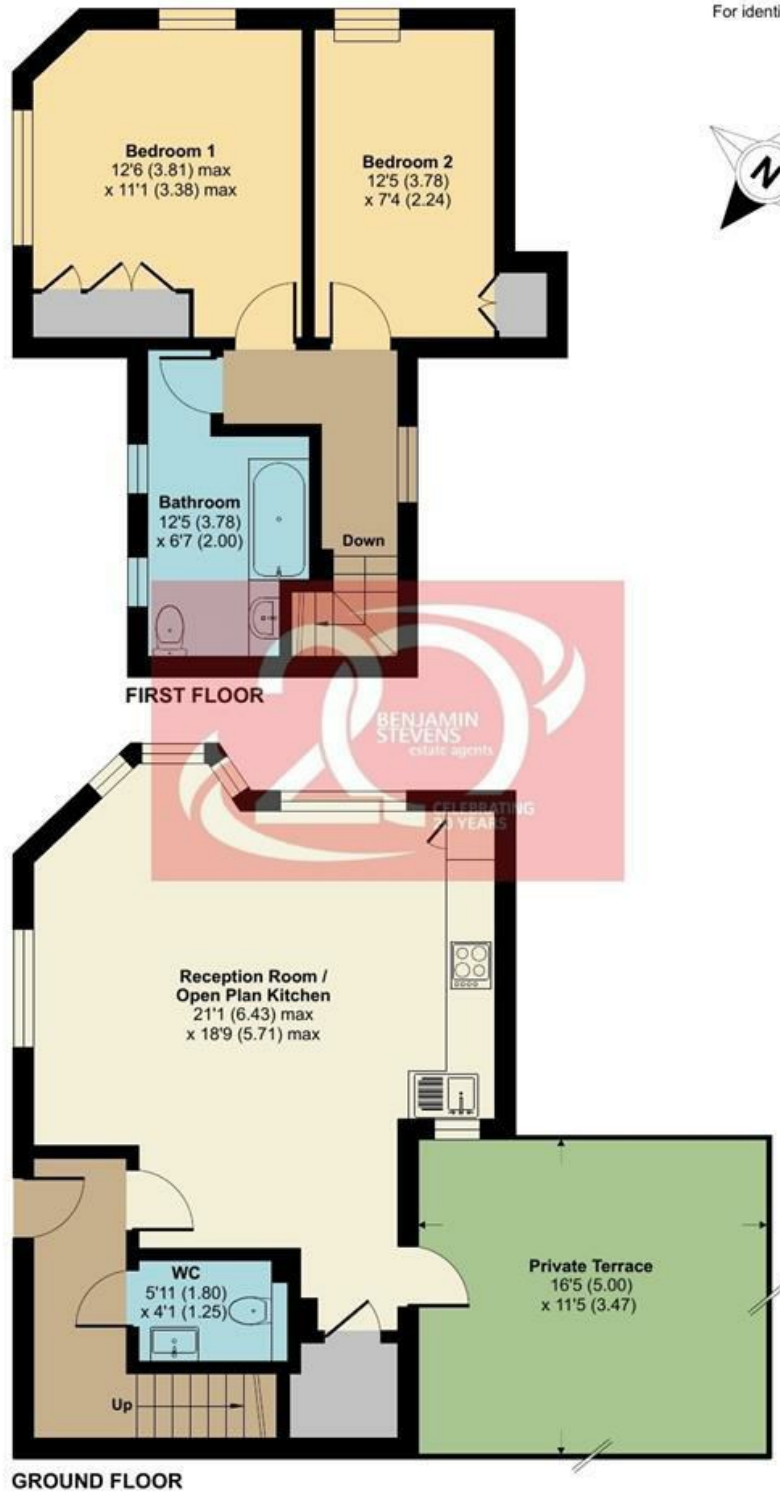 For identi
N
Bedroom 1
12'6 (3.81) max
x 11'1 (3.38) max
Bedroom 2
12'5 (3.78)
x 7'4 (2.24)
Bathroom
12'5 (3.78)
x 6'7 (2.00)
Down
FIRST FLOOR
20
BENJAMIN
STEVENS
estate agents
CELEBRATING
20 YEARS
Reception Room /
Open Plan Kitchen
21'1 (6.43) max
x 18'9 (5.71) max
WC
5'11 (1.80)
x 4'1 (1.25)
Private Terrace
16'5 (5.00)
x 11'5 (3.47)
Up
GROUND FLOOR